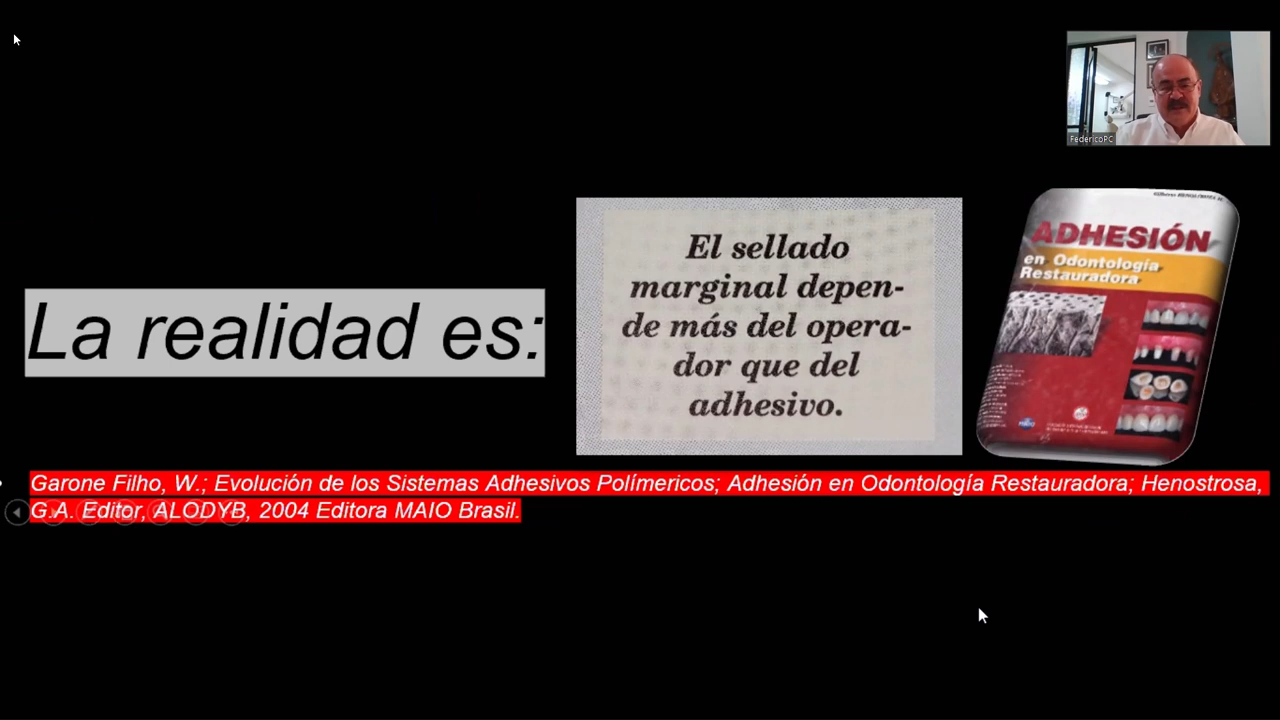 FedericoPC
La realidad es:
El sellado
marginal depen-
de más del opera-
dor que del
adhesivo.
ADHESIÓN
en Odontología
Restauradora
Garone Filho, W.; Evolución de los Sistemas Adhesivos Polímericos; Adhesión en Odontología Restauradora; Henostrosa,
G.A. Editor, ALODYB, 2004 Editora MAIO Brasil.